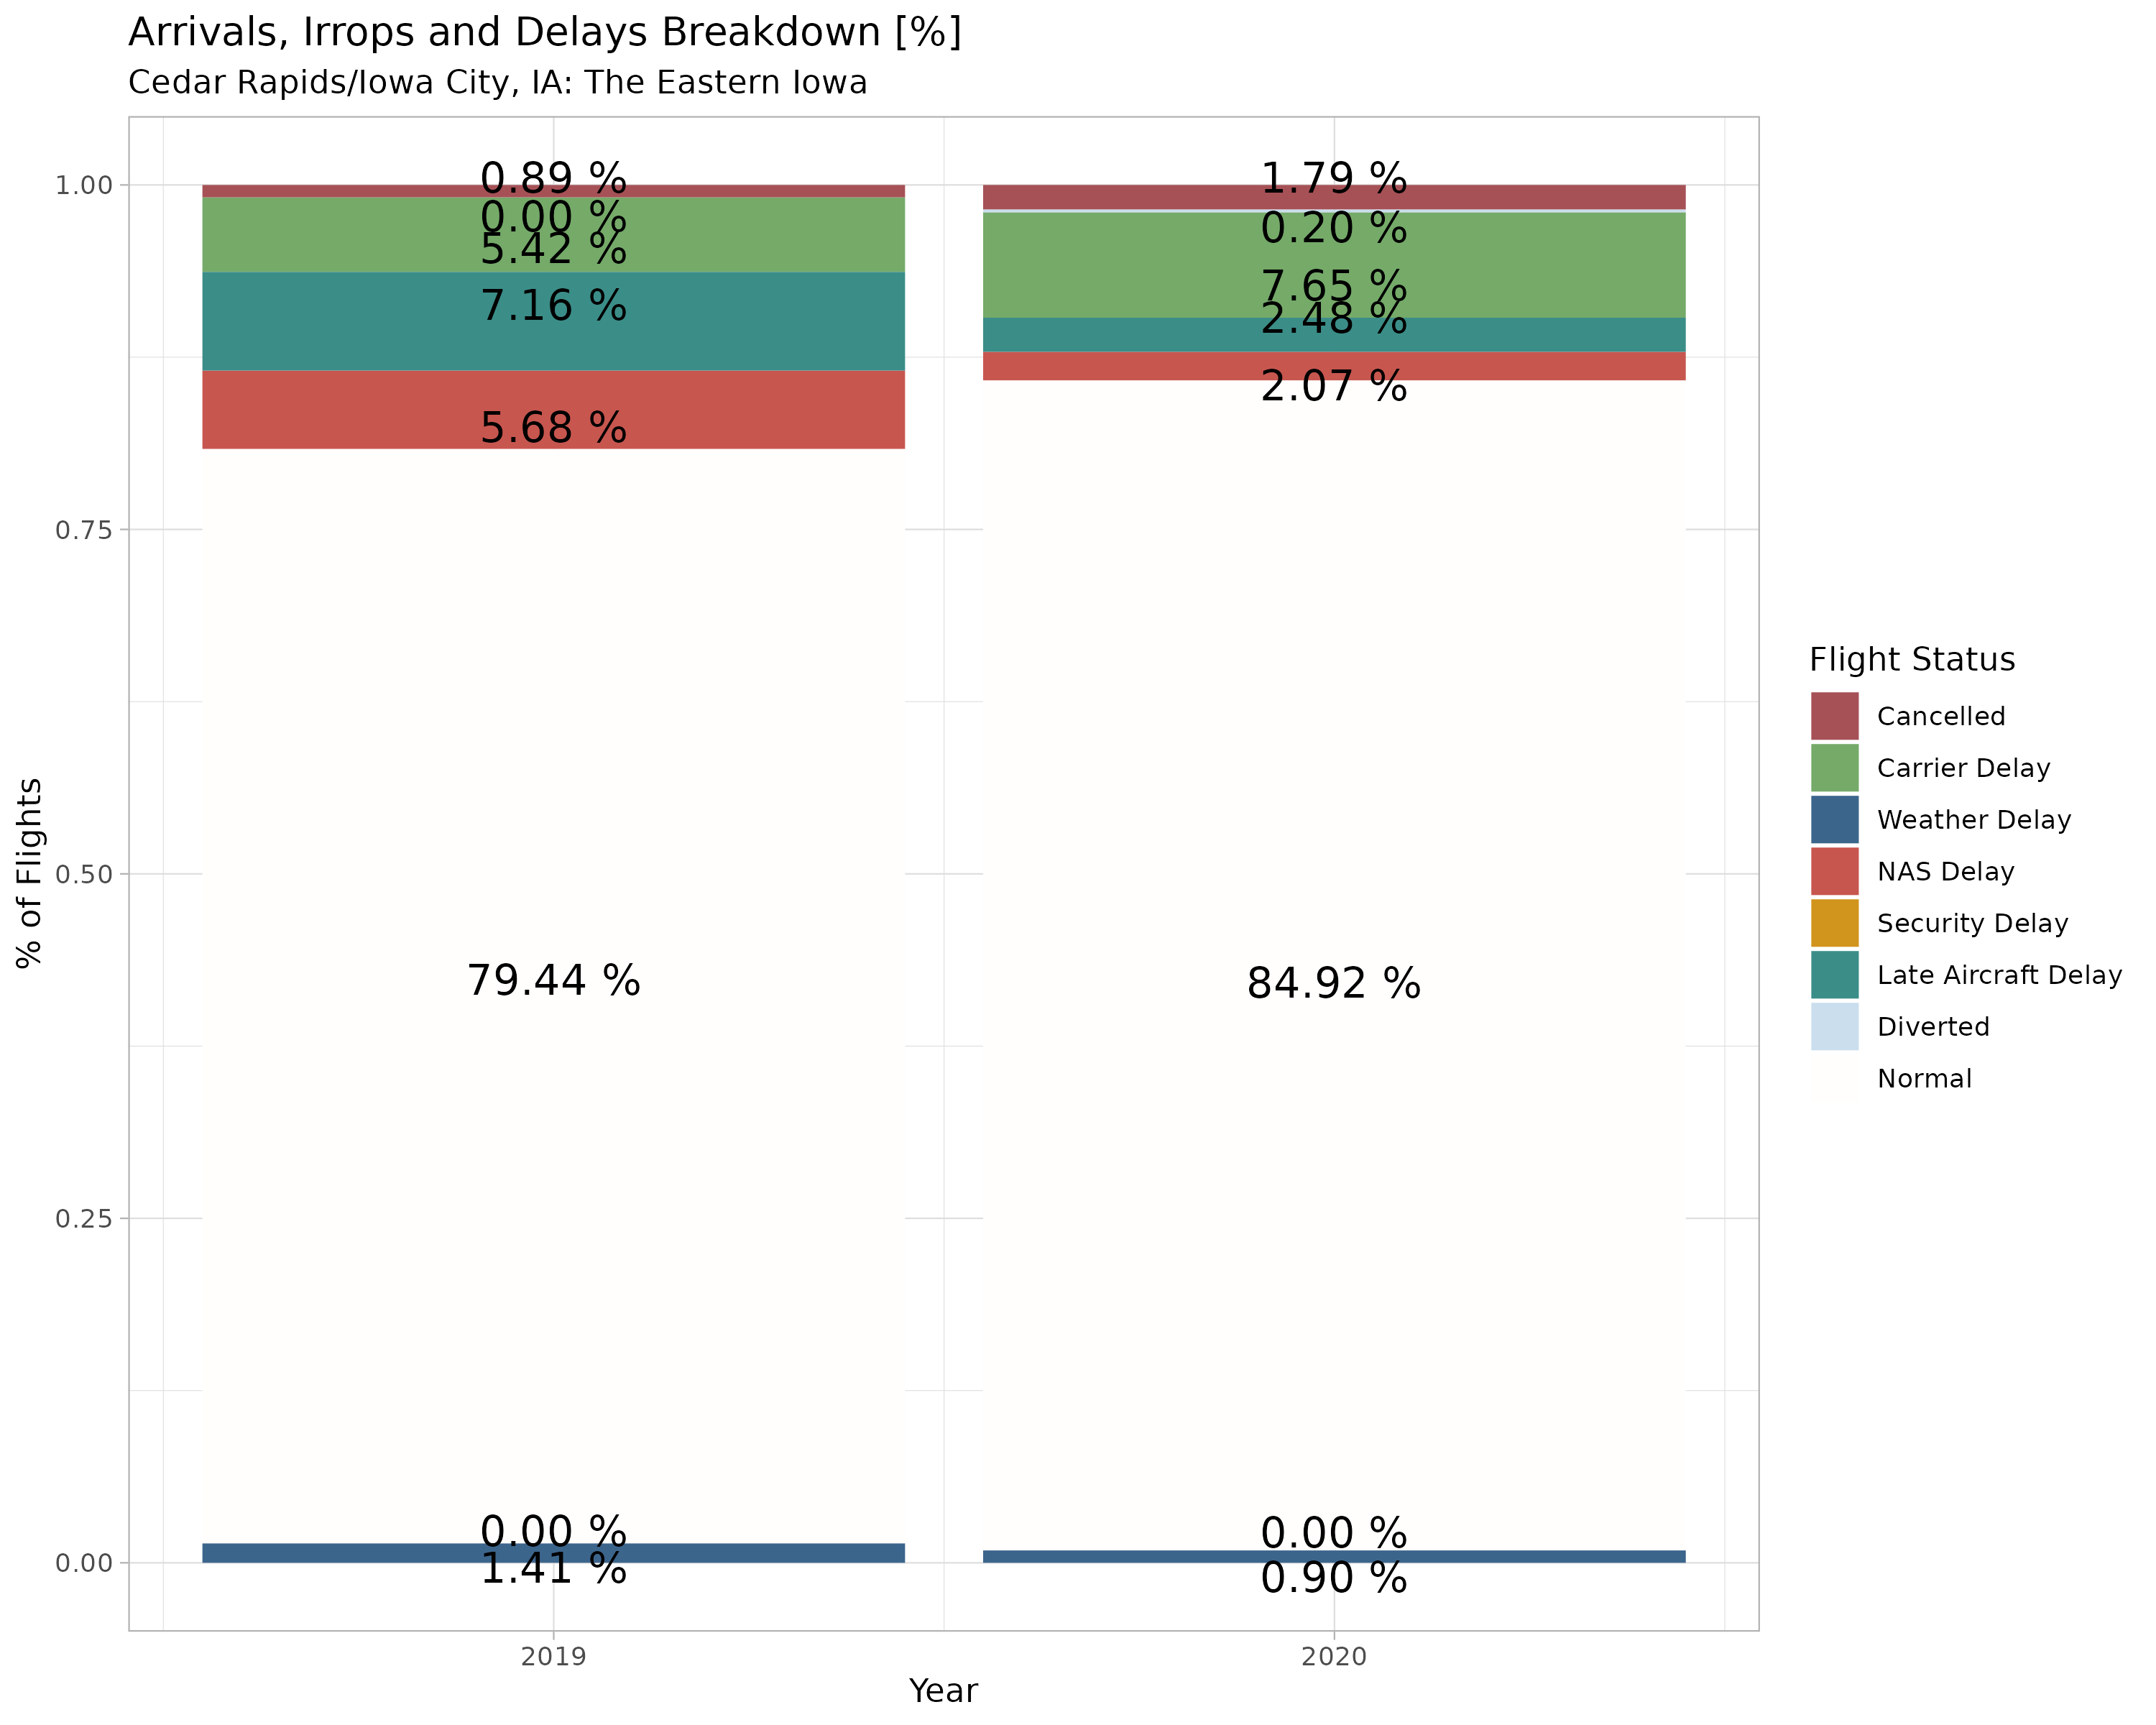 Arrivals, Irrops and Delays Breakdown [%]
Cedar Rapids/Iowa City, IA: The Eastern Iowa
% of Flights
1.00
0.75
0.50
0.25
0.00
0.89 %
0.00 %
5.42 %
7.16 %
5.68 %
79.44 %
0.00 %
1.41 %
1.79 %
0.20 %
7.65 %
2.48 %
2.07 %
84.92 %
0.00 %
0.90 %
2019
2020
Year
Flight Status
Cancelled
Carrier Delay
Weather Delay
NAS Delay
Security Delay
Late Aircraft Delay
Diverted
Normal